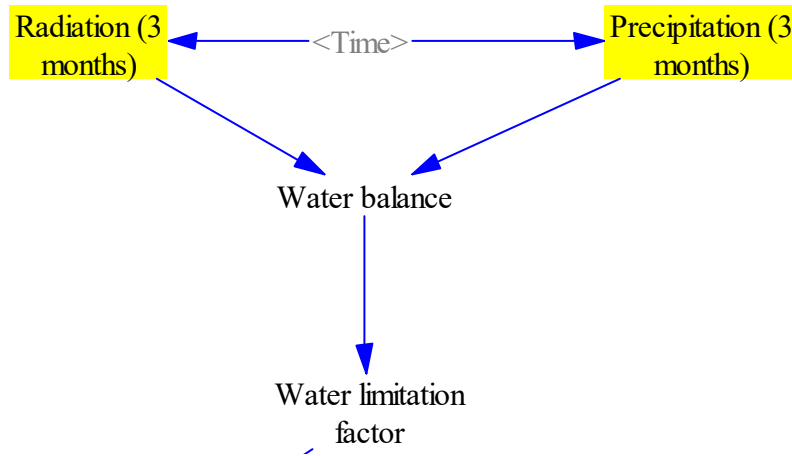 Radiation (3
months)
<Time>
Precipitation (3
months)
Water balance
Water limitation
factor